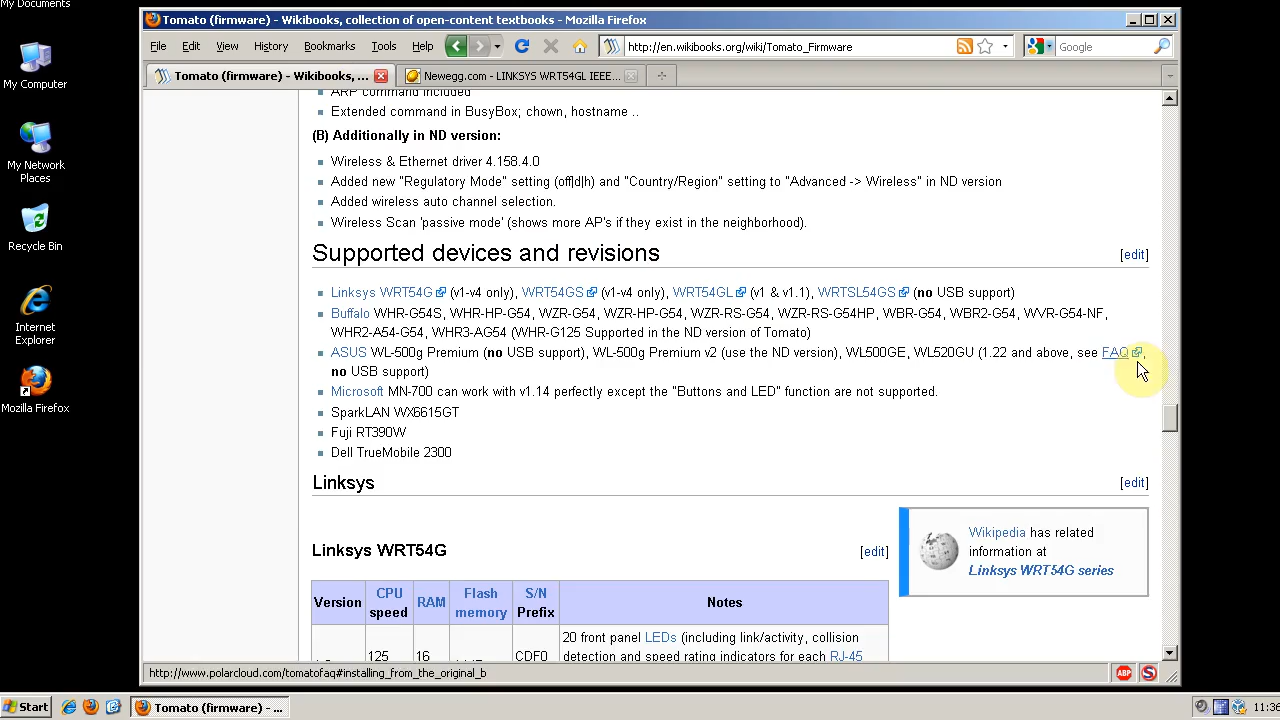 My Documents
Tomato (firmware) - Wikibooks, collection of open-content textbooks - Mozilla Firefox
File Edit View History Bookmarks Tools Help
http://en.wikibooks.org/wiki/Tomato_Firmware
Google
My Computer
Tomato (firmware) - Wikibooks, ...
Newegg.com - LINKSYS WRT54GL IEEE...
ARP command included
Extended command in BusyBox; chown, hostname ..
(B) Additionally in ND version:
My Network
Places
Wireless & Ethernet driver 4.158.4.0
Added new "Regulatory Mode" setting (off|d|h) and "Country/Region" setting to "Advanced -> Wireless" in ND version
Added wireless auto channel selection.
Wireless Scan 'passive mode' (shows more AP's if they exist in the neighborhood).
Recycle Bin
Supported devices and revisions [edit]
Linksys WRT54G (v1-v4 only), WRT54GS (v1-v4 only), WRT54GL (v1 & v1.1), WRTSL54GS (no USB support)
Buffalo WHR-G54S, WHR-HP-G54, WZR-G54, WZR-HP-G54, WZR-RS-G54, WZR-RS-G54HP, WBR-G54, WBR2-G54, WVR-G54-NF,
WHR2-A54-G54, WHR3-AG54 (WHR-G125 Supported in the ND version of Tomato)
Internet
Explorer
ASUS WL-500g Premium (no USB support), WL-500g Premium v2 (use the ND version), WL500GE, WL520GU (1.22 and above, see FAQ,
no USB support)
Microsoft MN-700 can work with v1.14 perfectly except the "Buttons and LED" function are not supported.
SparkLAN WX6615GT
Mozilla Firefox
Fuji RT390W
Dell TrueMobile 2300
Linksys [edit]
Wikipedia has related
information at
Linksys WRT54G series
Linksys WRT54G [edit]
Version CPU speed RAM Flash memory S/N Prefix Notes
20 front panel LEDs (including link/activity, collision
125 16 CDF0 detection and speed rating indicators for each RJ-45
http://www.polarcloud.com/tomatofaq#installing_from_the_original_b
ABP
S
Start
Tomato (firmware) - ...